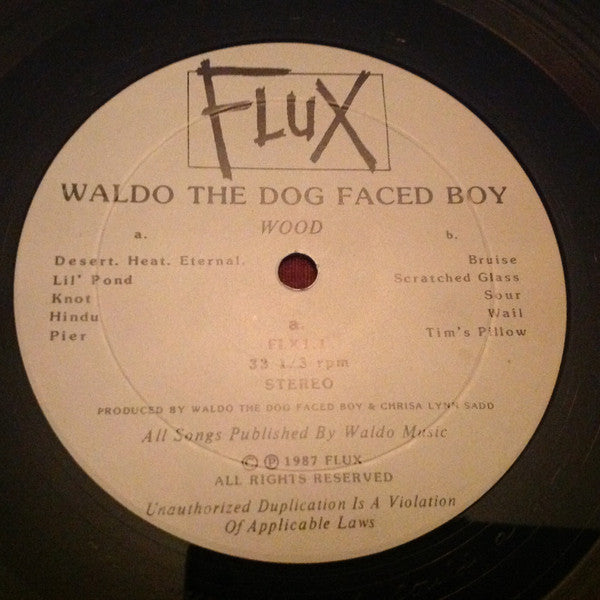 FLUX
WALDO THE DOG FACED BOY
WOOD
a.
Desert. Heat. Eternal.
Lil' Pond
Knot
Hindu
Pier
b.
Bruise
Scratched Glass
Sour
Wail
Tim's Pillow
a.
FLX1.1
33 1/3 rpm
STEREO
PRODUCED BY WALDO THE DOG FACED BOY & CHRISA LYNN SADD
All Songs Published By Waldo Music
© ℗ 1987 FLUX
ALL RIGHTS RESERVED
Unauthorized Duplication Is A Violation
Of Applicable Laws